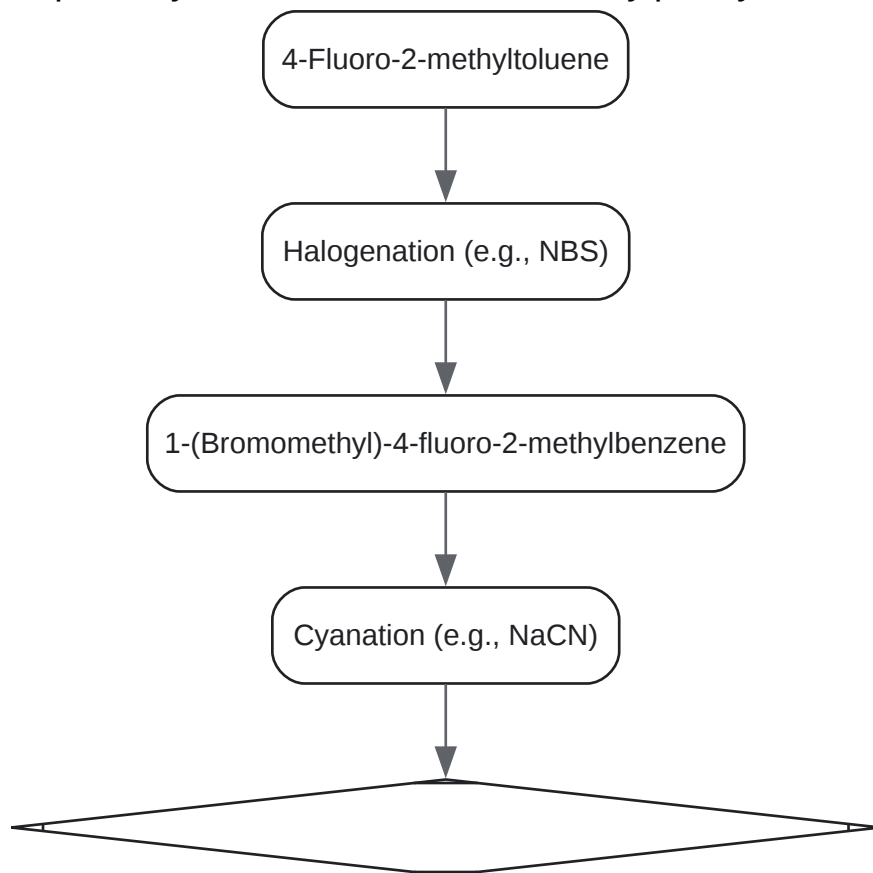 4-Fluoro-2-methyltoluene
Halogenation (e.g., NBS)
1-(Bromomethyl)-4-fluoro-2-methylbenzene
Cyanation (e.g., NaCN)